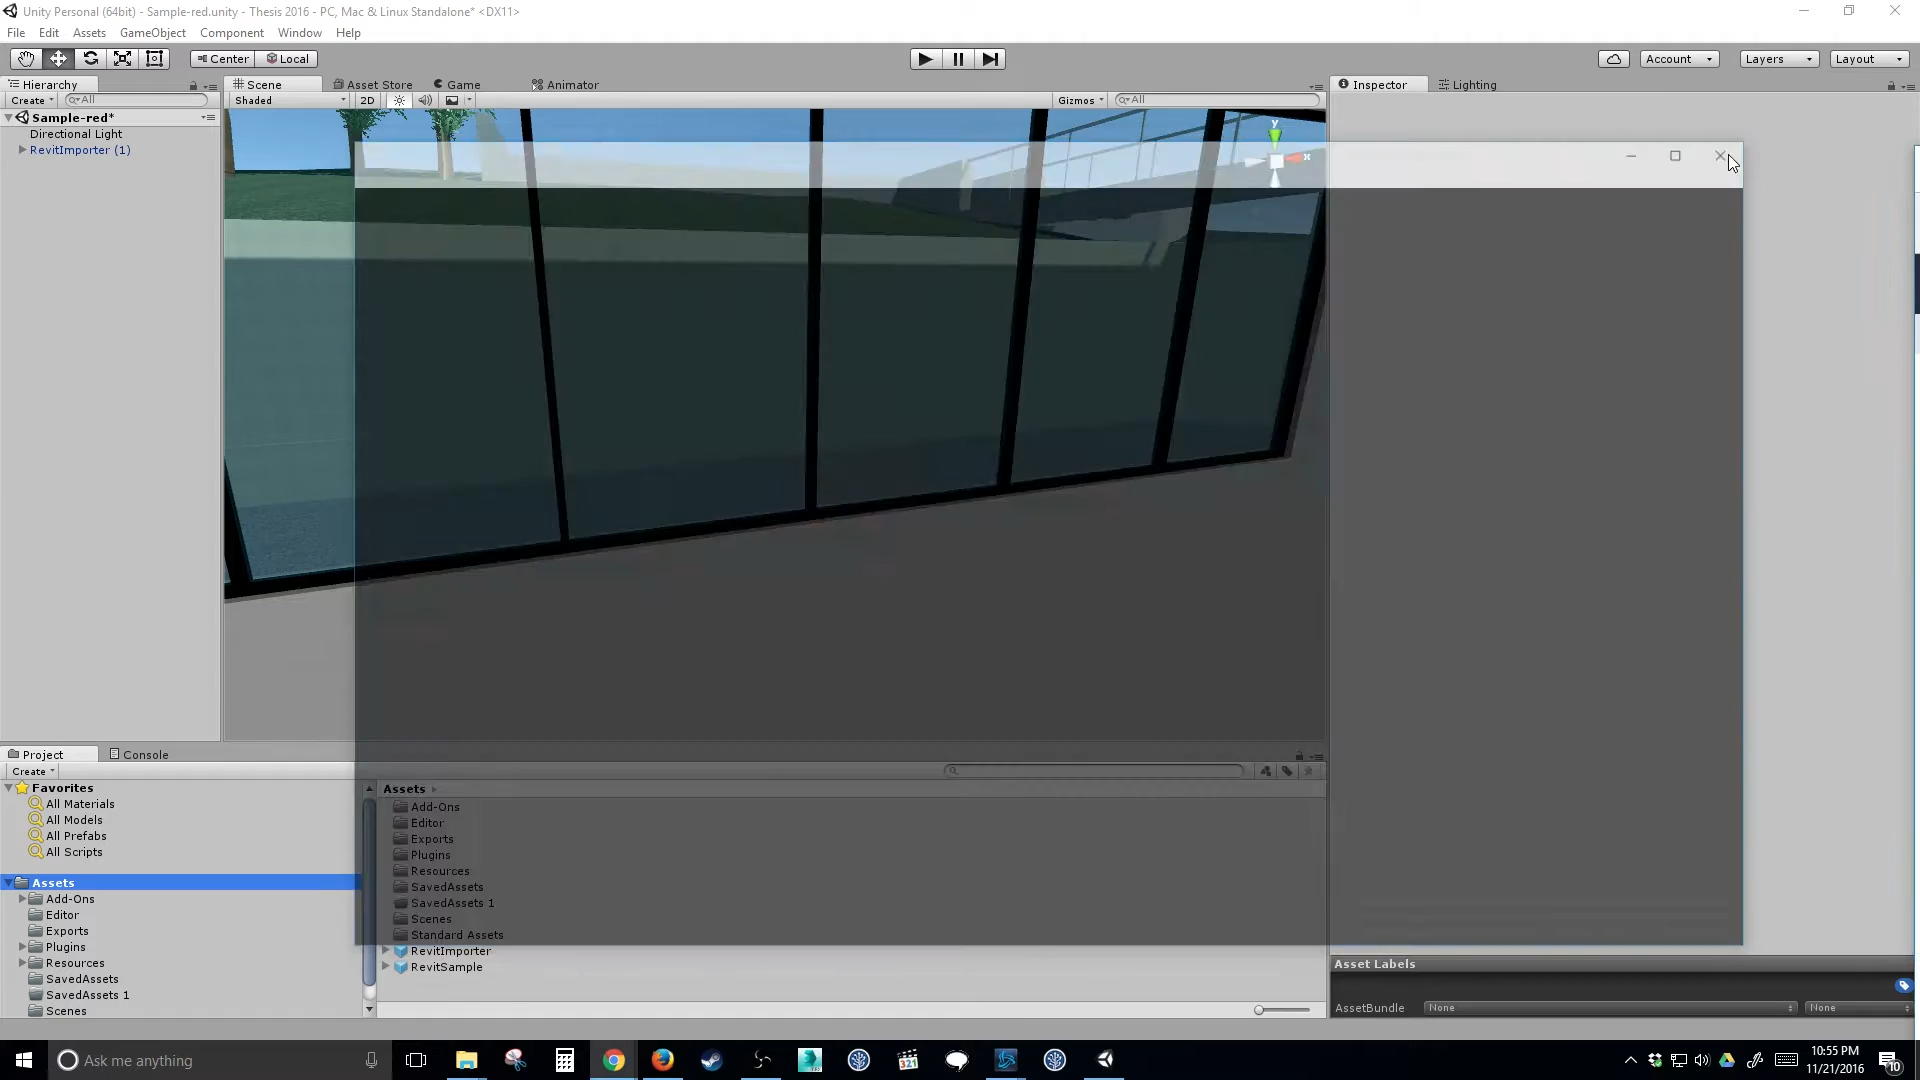 Unity Personal (64bit) - Sample-red.unity - Thesis 2016 - PC, Mac & Linux Standalone* <DX11>
File Edit Assets GameObject Component Window Help
Center Local Account Layers Layout
Hierarchy Scene Asset Store Game Animator Inspector Lighting
Create All Shaded 2D Gizmos All
Sample-red*
Directional Light
RevitImporter (1)
y
x
Project Console
Create
Favorites
All Materials
All Models
All Prefabs
All Scripts
Assets
Add-Ons
Editor
Exports
Plugins
Resources
SavedAssets
SavedAssets 1
Scenes
Assets
Add-Ons
Editor
Exports
Plugins
Resources
SavedAssets
SavedAssets 1
Scenes
Standard Assets
RevitImporter
RevitSample
Asset Labels
AssetBundle None None
Ask me anything
321
10:55 PM
11/21/2016
10